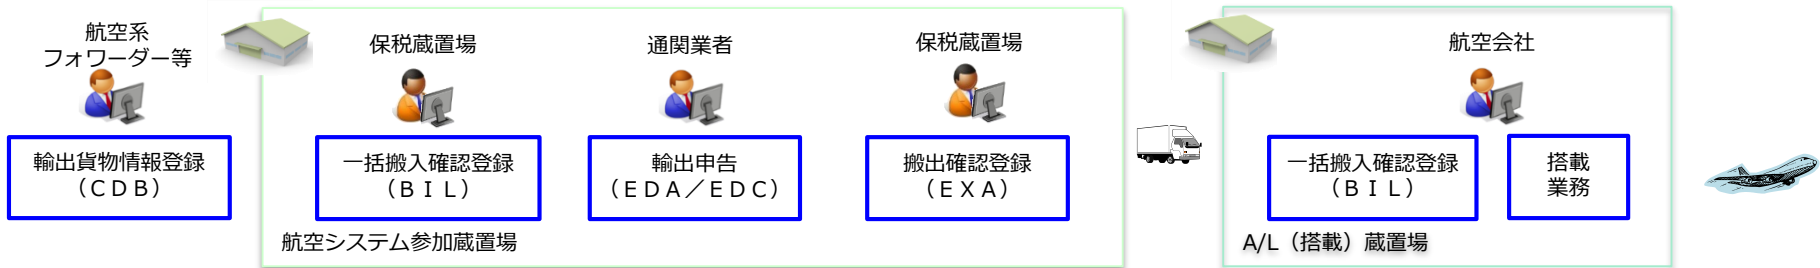 航空系
フォワーダー等
輸出貨物情報登録
（ＣＤＢ）
保税蔵置場
一括搬入確認登録
（ＢＩＬ）
通関業者
輸出申告
（ＥＤＡ／ＥＤＣ）
保税蔵置場
搬出確認登録
（ＥＸＡ）
航空システム参加蔵置場
航空会社
一括搬入確認登録
（ＢＩＬ）
搭載
業務
A/L（搭載）蔵置場